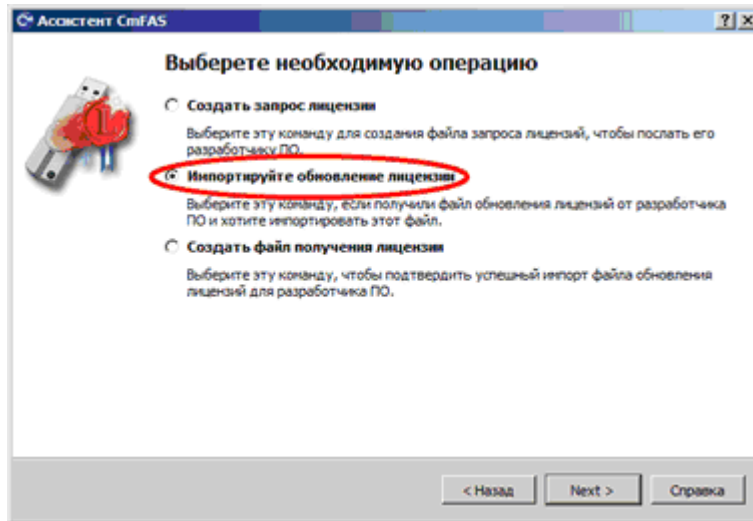 Ассистент CmFAS
Выберете необходимую операцию
Создать запрос лицензии
Выберите эту команду для создания файла запроса лицензий, чтобы послать его
разработчику ПО.
Импортируйте обновление лицензии
Выберите эту команду, если получили файл обновления лицензий от разработчика
ПО и хотите импортировать этот файл.
Создать файл получения лицензии
Выберите эту команду, чтобы подтвердить успешный импорт файла обновления
лицензий для разработчика ПО.
< Назад Next > Справка